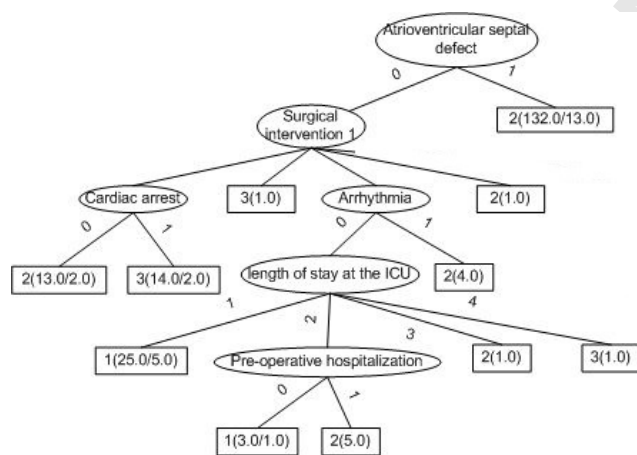 Atrioventricular septal
defect
0
1
Surgical
intervention 1
2(132.0/13.0)
Cardiac arrest
3(1.0)
Arrhythmia
2(1.0)
0
1
0
1
2(13.0/2.0)
3(14.0/2.0)
length of stay at the ICU
2(4.0)
1
2
3
4
1(25.0/5.0)
Pre-operative hospitalization
2(1.0)
3(1.0)
0
1
1(3.0/1.0)
2(5.0)